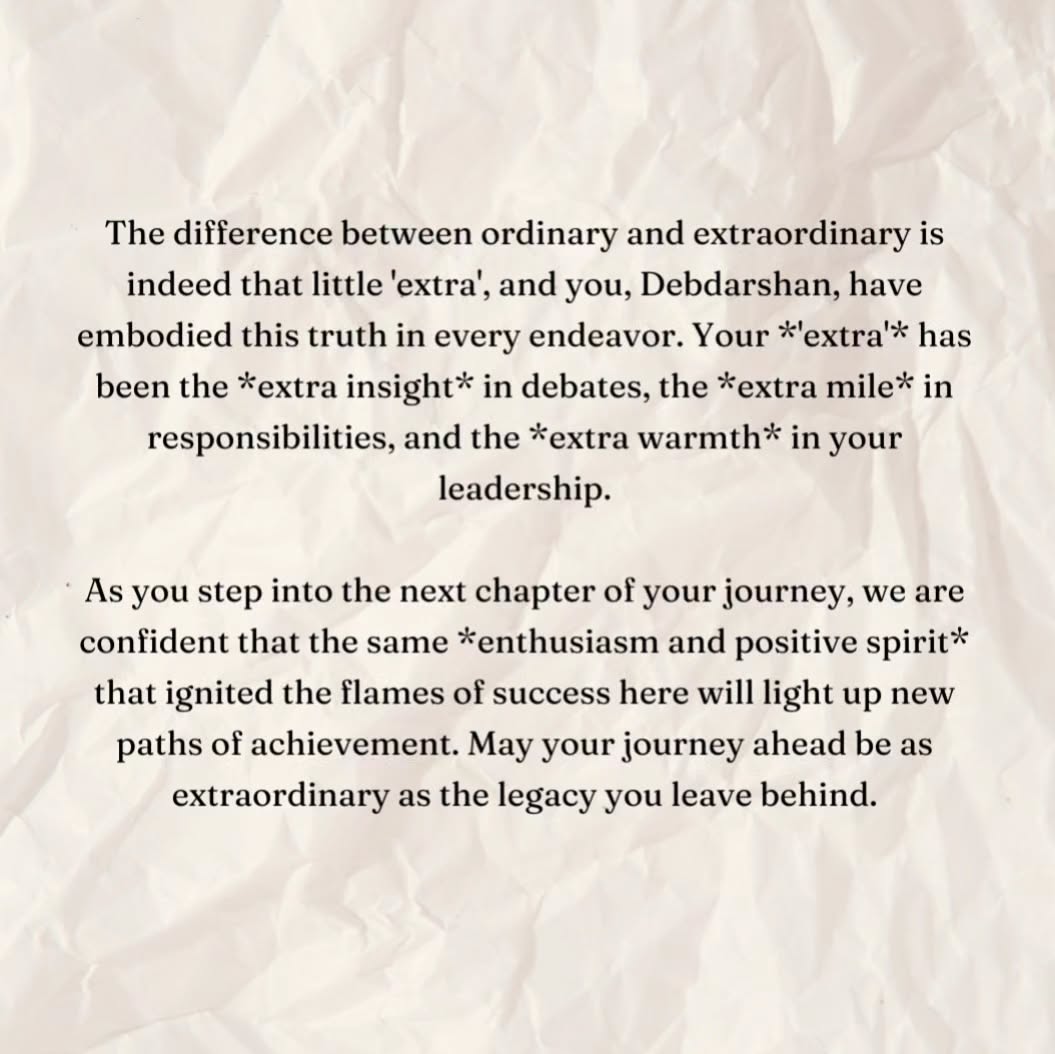 The difference between ordinary and extraordinary is
indeed that little 'extra', and you, Debdarshan, have
embodied this truth in every endeavor. Your *'extra'* has
been the *extra insight* in debates, the *extra mile* in
responsibilities, and the *extra warmth* in your
leadership.
As you step into the next chapter of your journey, we are
confident that the same *enthusiasm and positive spirit*
that ignited the flames of success here will light up new
paths of achievement. May your journey ahead be as
extraordinary as the legacy you leave behind.